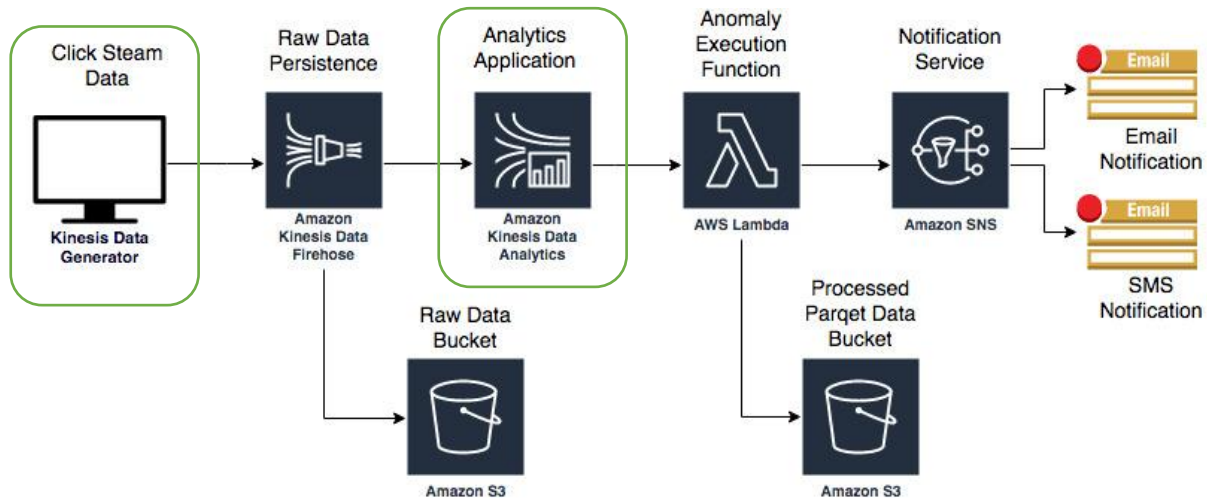 Click Steam
Data
Kinesis Data
Generator
Raw Data
Persistence
Amazon
Kinesis Data
Firehose
Analytics
Application
Amazon
Kinesis Data
Analytics
Anomaly
Execution
Function
AWS Lambda
Notification
Service
Amazon SNS
Email
Email
Notification
Email
SMS
Notification
Raw Data
Bucket
Amazon S3
Processed
Parqet Data
Bucket
Amazon S3